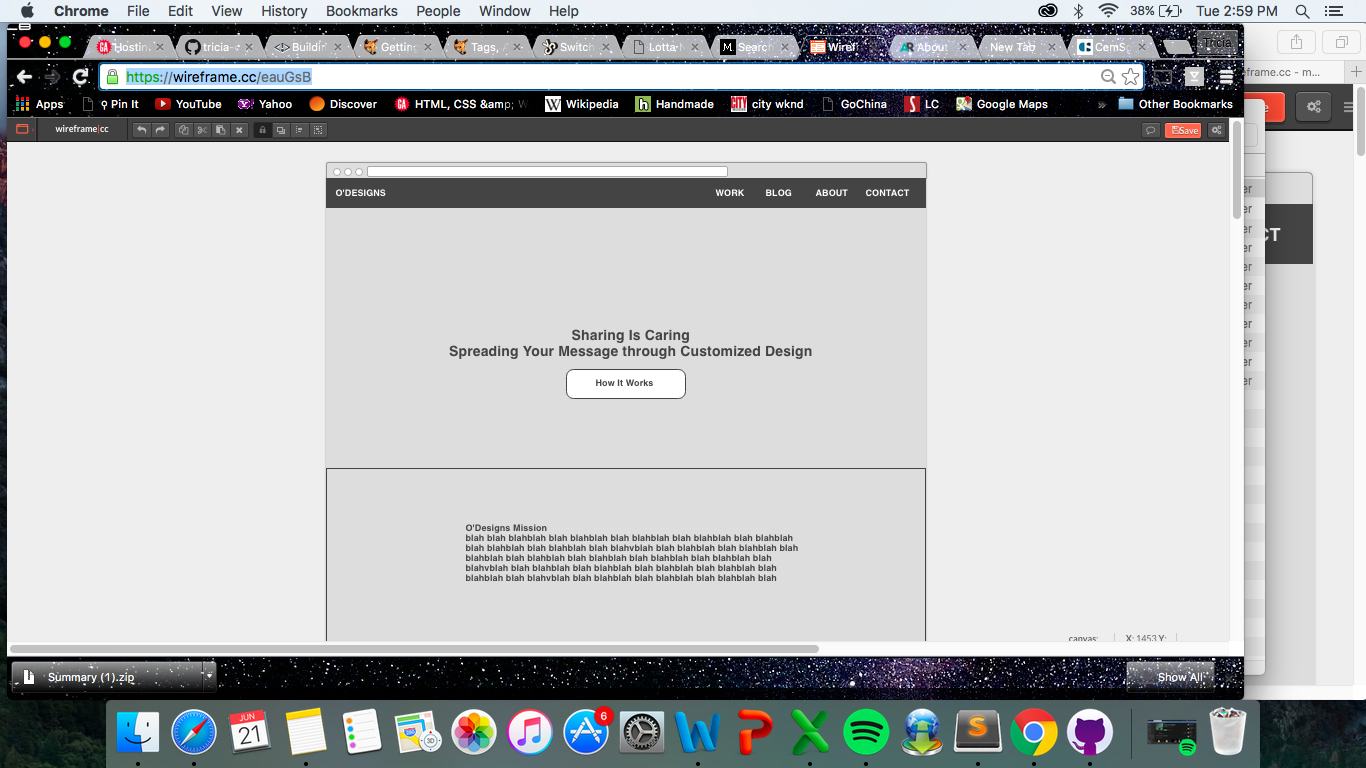 Chrome File Edit View History Bookmarks People Window Help 38% Tue 2:59 PM
Hostin tricia- Buildin Gettin Tags, Switch Lotta Search Wiref About New Tab CemS Tricia
https://wireframe.cc/eauGsB
frame.cc - m...
Apps Pin It YouTube Yahoo Discover HTML, CSS &amp; W Wikipedia Handmade city wknd GoChina LC Google Maps » Other Bookmarks
wireframe|cc Save
O'DESIGNS WORK BLOG ABOUT CONTACT
CT
Sharing Is Caring
Spreading Your Message through Customized Design
How It Works
O'Designs Mission
blah blah blahblah blah blahblah blah blahblah blah blahblah blah blahblah
blah blahblah blah blahblah blah blahvblah blah blahblah blah blahblah blah
blahblah blah blahblah blah blahblah blah blahblah blah blahblah blah
blahvblah blah blahblah blah blahblah blah blahblah blah blahblah blah
blahblah blah blahvblah blah blahblah blah blahblah blah blahblah blah
canvas: X: 1453 Y:
Summary (1).zip Show All
JUN
21
6